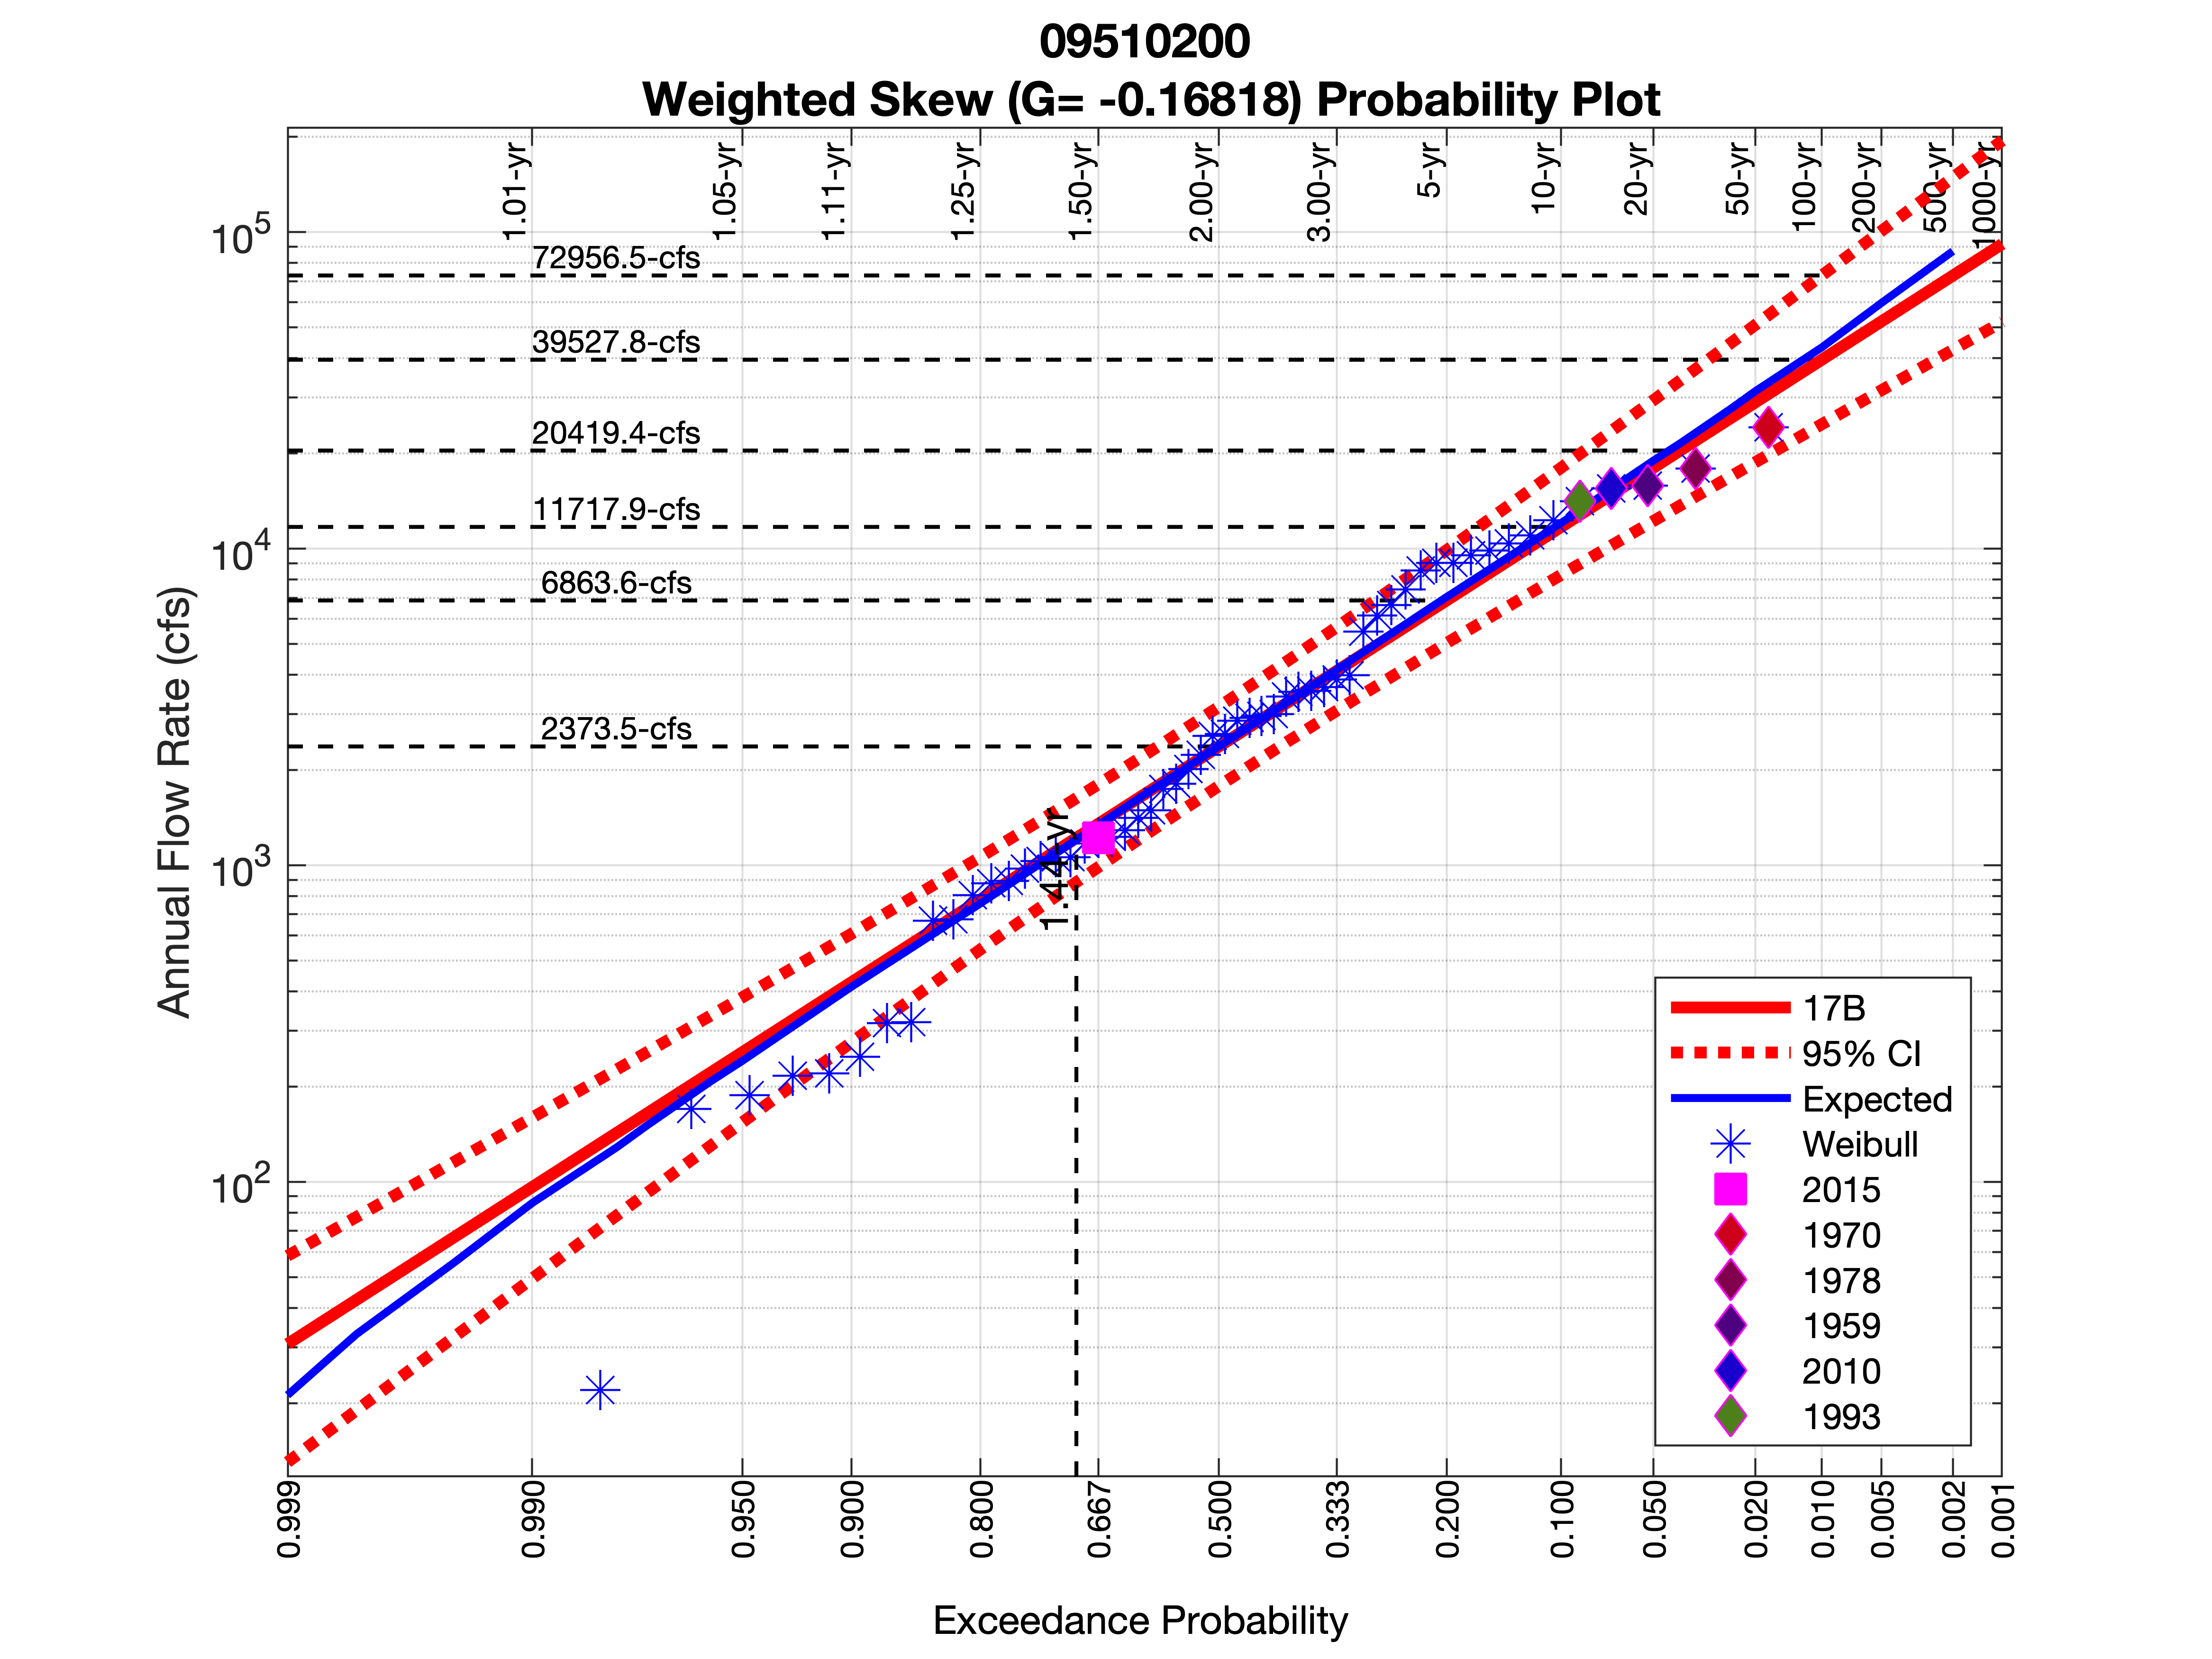 09510200
Weighted Skew (G= -0.16818) Probability Plot
1.01-yr
1.05-yr
1.11-yr
1.25-yr
1.50-yr
2.00-yr
3.00-yr
5-yr
10-yr
20-yr
50-yr
100-yr
200-yr
500-yr
1000-yr
10^5
10^4
10^3
10^2
Annual Flow Rate (cfs)
72956.5-cfs
39527.8-cfs
20419.4-cfs
11717.9-cfs
6863.6-cfs
2373.5-cfs
1.44-yr
17B
95% CI
Expected
Weibull
2015
1970
1978
1959
2010
1993
0.999
0.990
0.950
0.900
0.800
0.667
0.500
0.333
0.200
0.100
0.050
0.020
0.010
0.005
0.002
0.001
Exceedance Probability